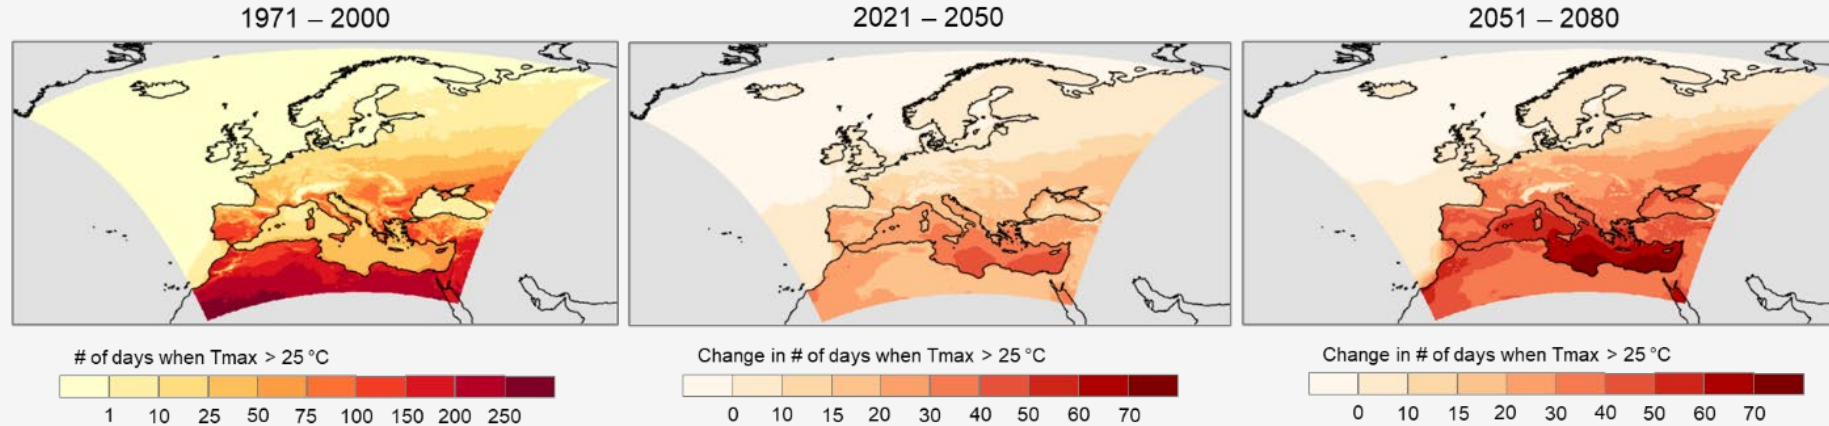 1971 – 2000
2021 – 2050
2051 – 2080
# of days when Tmax > 25 °C
1 10 25 50 75 100 150 200 250
Change in # of days when Tmax > 25 °C
0 10 15 20 30 40 50 60 70
Change in # of days when Tmax > 25 °C
0 10 15 20 30 40 50 60 70